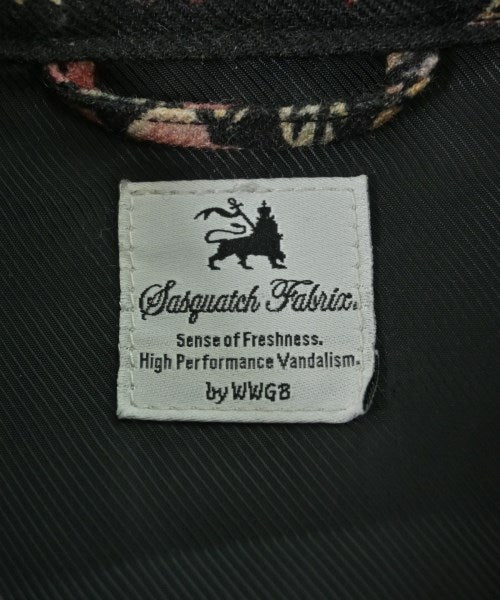 Sasquatch Fabrix.
Sense of Freshness.
High Performance Vandalism.
by WWGB